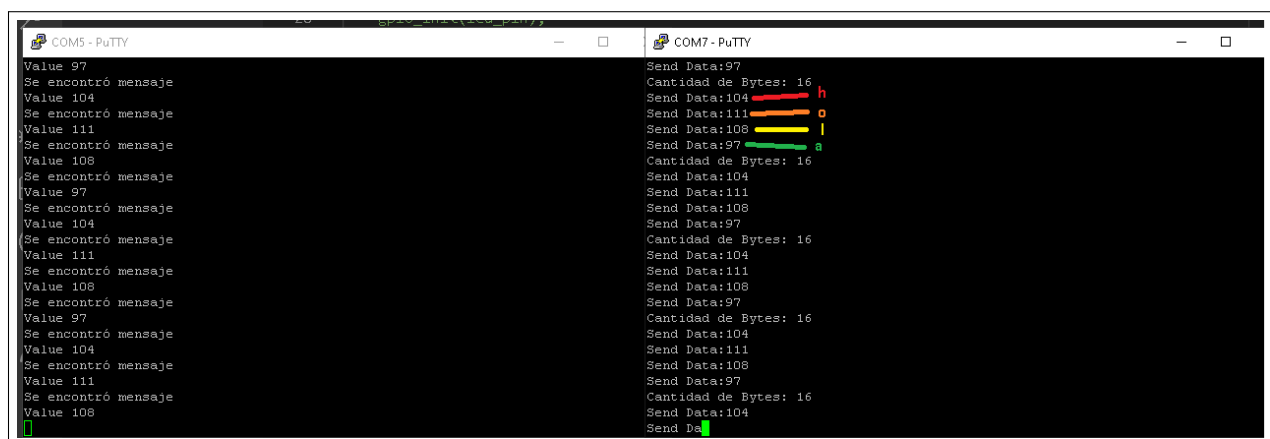 28 gpio_init(led_pin);
COM5 - PuTTY
Value 97
Se encontró mensaje
Value 104
Se encontró mensaje
Value 111
Se encontró mensaje
Value 108
Se encontró mensaje
Value 97
Se encontró mensaje
Value 104
Se encontró mensaje
Value 111
Se encontró mensaje
Value 108
Se encontró mensaje
Value 97
Se encontró mensaje
Value 104
Se encontró mensaje
Value 111
Se encontró mensaje
Value 108
COM7 - PuTTY
Send Data:97
Cantidad de Bytes: 16
Send Data:104 h
Send Data:111 o
Send Data:108 l
Send Data:97 a
Cantidad de Bytes: 16
Send Data:104
Send Data:111
Send Data:108
Send Data:97
Cantidad de Bytes: 16
Send Data:104
Send Data:111
Send Data:108
Send Data:97
Cantidad de Bytes: 16
Send Data:104
Send Data:111
Send Data:108
Send Data:97
Cantidad de Bytes: 16
Send Data:104
Send Da